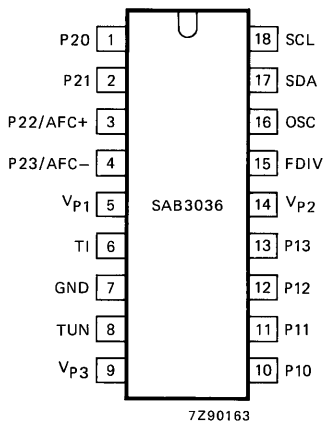 P20 1 18 SCL
P21 2 17 SDA
P22/AFC+ 3 16 OSC
P23/AFC− 4 15 FDIV
VP1 5 14 VP2
SAB3036
TI 6 13 P13
GND 7 12 P12
TUN 8 11 P11
VP3 9 10 P10
7Z90163